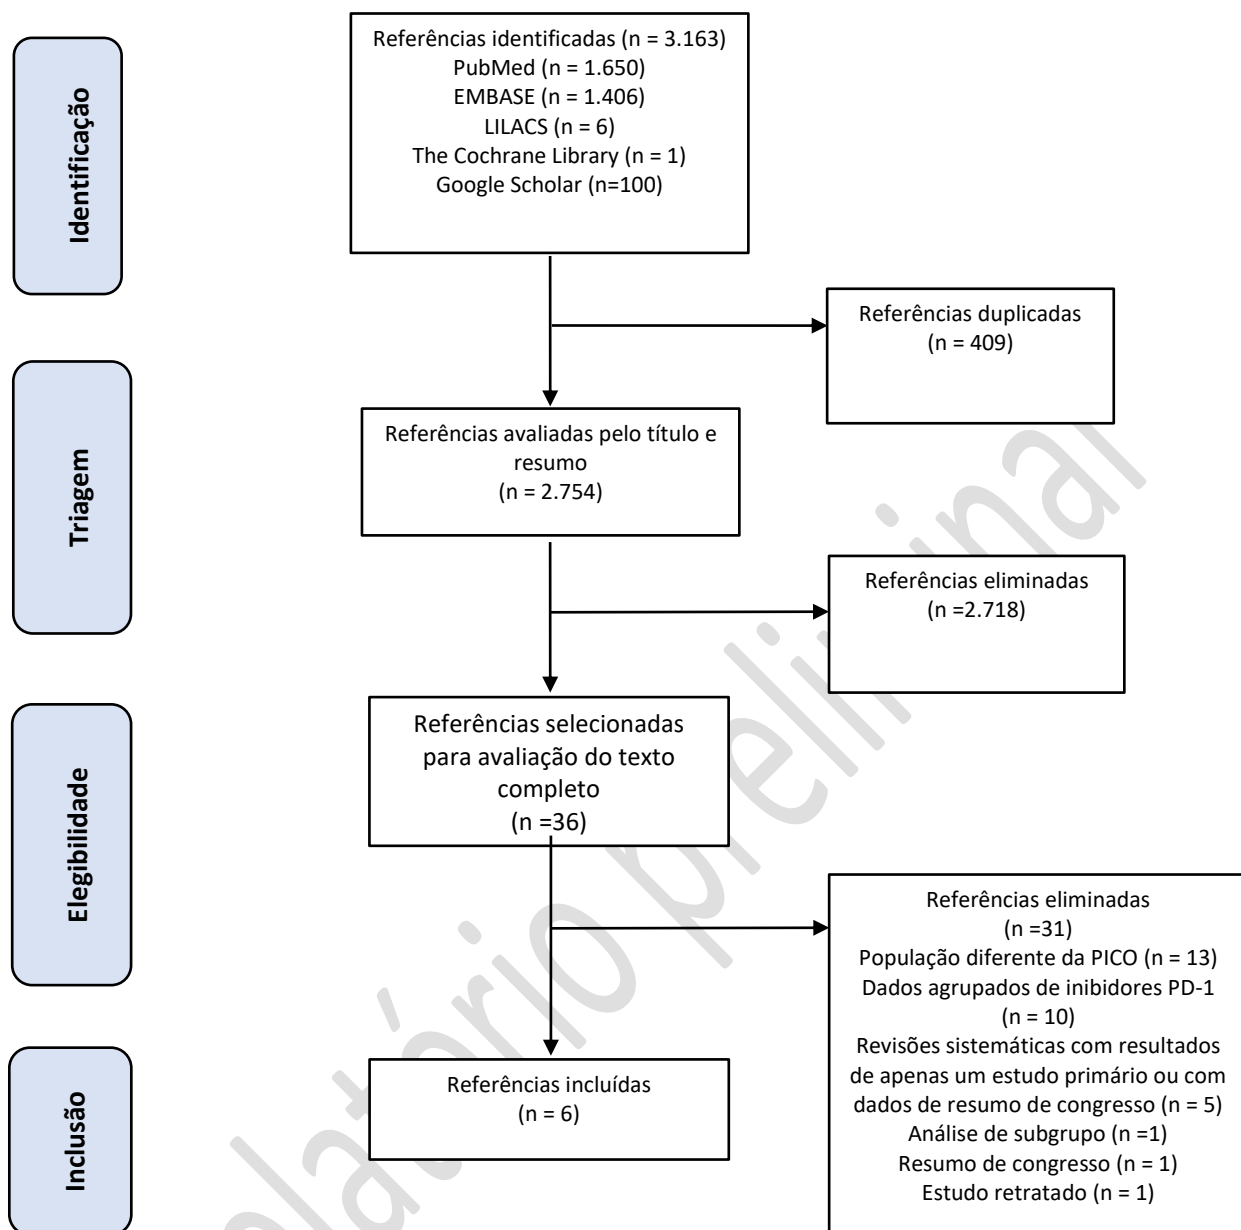 Identificação
Referências identificadas (n = 3.163)
PubMed (n = 1.650)
EMBASE (n = 1.406)
LILACS (n = 6)
The Cochrane Library (n = 1)
Google Scholar (n=100)
Referências duplicadas
(n = 409)
Triagem
Referências avaliadas pelo título e
resumo
(n = 2.754)
Referências eliminadas
(n =2.718)
Elegibilidade
Referências selecionadas
para avaliação do texto
completo
(n =36)
Referências eliminadas
(n =31)
População diferente da PICO (n = 13)
Dados agrupados de inibidores PD-1
(n = 10)
Revisões sistemáticas com resultados
de apenas um estudo primário ou com
dados de resumo de congresso (n = 5)
Análise de subgrupo (n =1)
Resumo de congresso (n = 1)
Estudo retratado (n = 1)
Inclusão
Referências incluídas
(n = 6)
elatório preliminar